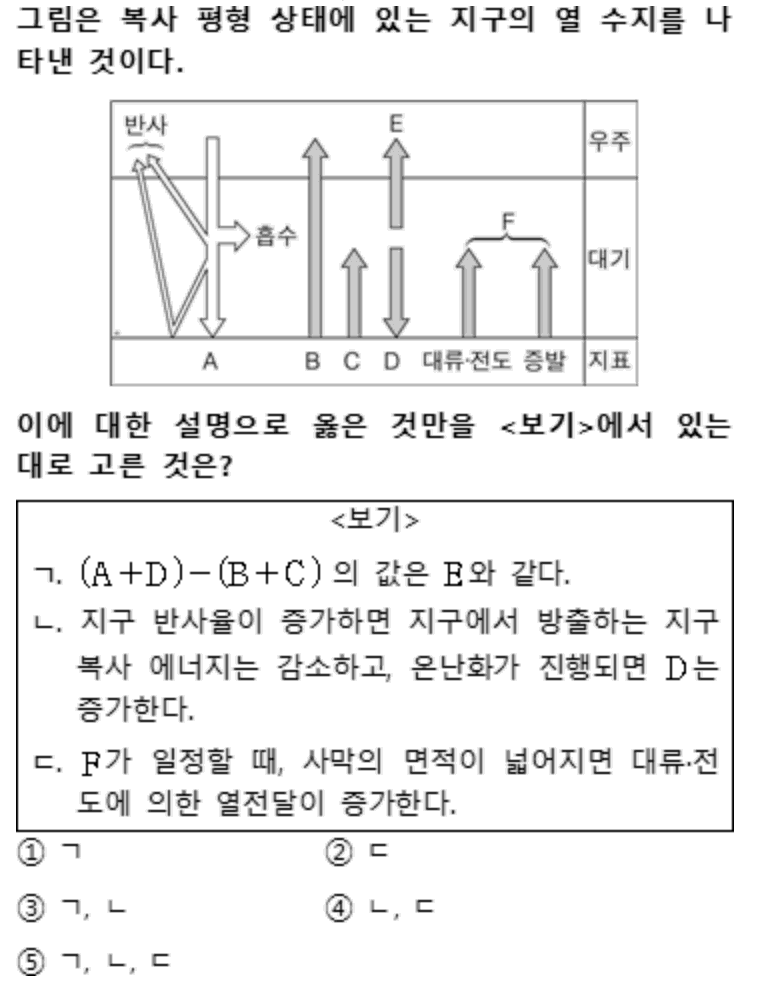 그림은 복사 평형 상태에 있는 지구의 열 수지를 나
타낸 것이다.
반사
E
우주
F
흡수
대기
A B C D 대류·전도 증발 지표
이에 대한 설명으로 옳은 것만을 <보기>에서 있는
대로 고른 것은?
<보기>
ㄱ. (A+D)-(B+C)의 값은 E와 같다.
ㄴ. 지구 반사율이 증가하면 지구에서 방출하는 지구
복사 에너지는 감소하고, 온난화가 진행되면 D는
증가한다.
ㄷ. F가 일정할 때, 사막의 면적이 넓어지면 대류·전
도에 의한 열전달이 증가한다.
① ㄱ ② ㄷ
③ ㄱ, ㄴ ④ ㄴ, ㄷ
⑤ ㄱ, ㄴ, ㄷ